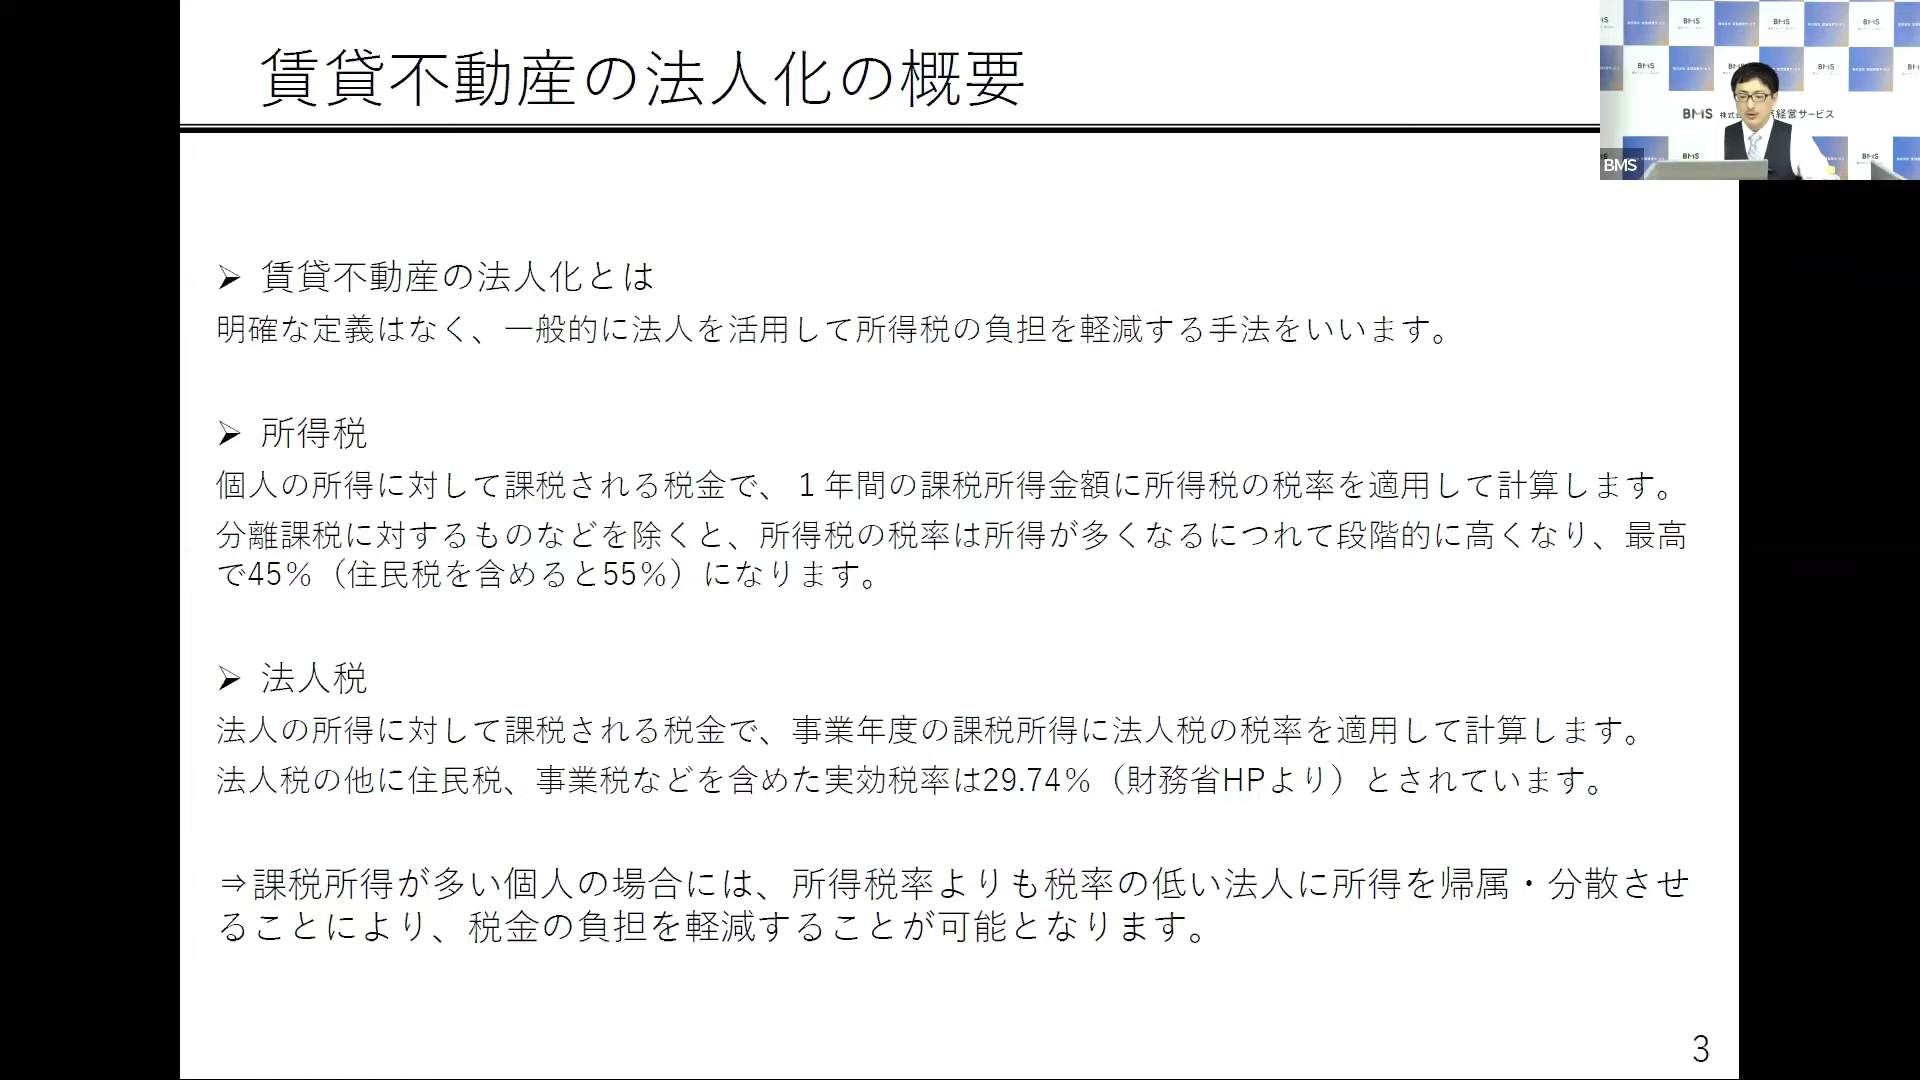 賃貸不動産の法人化の概要
BMS
BMS
BMS
BMS
BMS
BMS 株式会
経営サービス
BMS
BMS
BMS
➢ 賃貸不動産の法人化とは
明確な定義はなく、一般的に法人を活用して所得税の負担を軽減する手法をいいます。
➢ 所得税
個人の所得に対して課税される税金で、１年間の課税所得金額に所得税の税率を適用して計算します。
分離課税に対するものなどを除くと、所得税の税率は所得が多くなるにつれて段階的に高くなり、最高
で45％（住民税を含めると55％）になります。
➢ 法人税
法人の所得に対して課税される税金で、事業年度の課税所得に法人税の税率を適用して計算します。
法人税の他に住民税、事業税などを含めた実効税率は29.74％（財務省HPより）とされています。
⇒課税所得が多い個人の場合には、所得税率よりも税率の低い法人に所得を帰属・分散させ
ることにより、税金の負担を軽減することが可能となります。
3